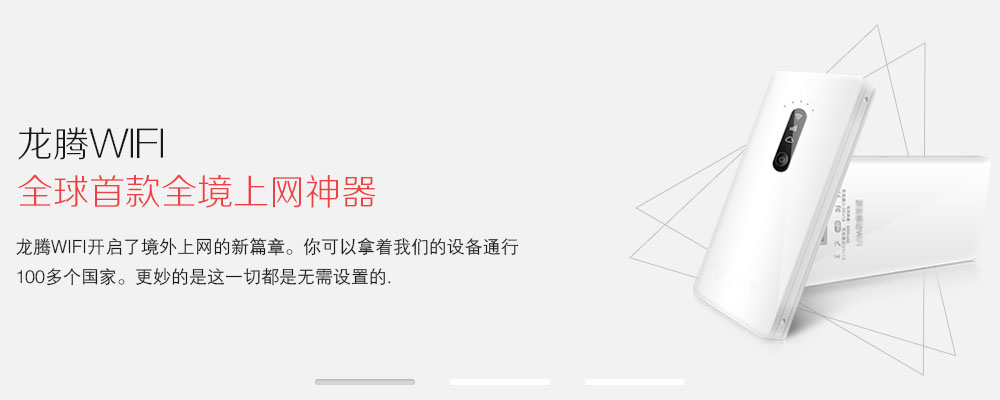 龙腾WIFI
全球首款全境上网神器
龙腾WIFI开启了境外上网的新篇章。你可以拿着我们的设备通行
100多个国家。更妙的是这一切都是无需设置的.